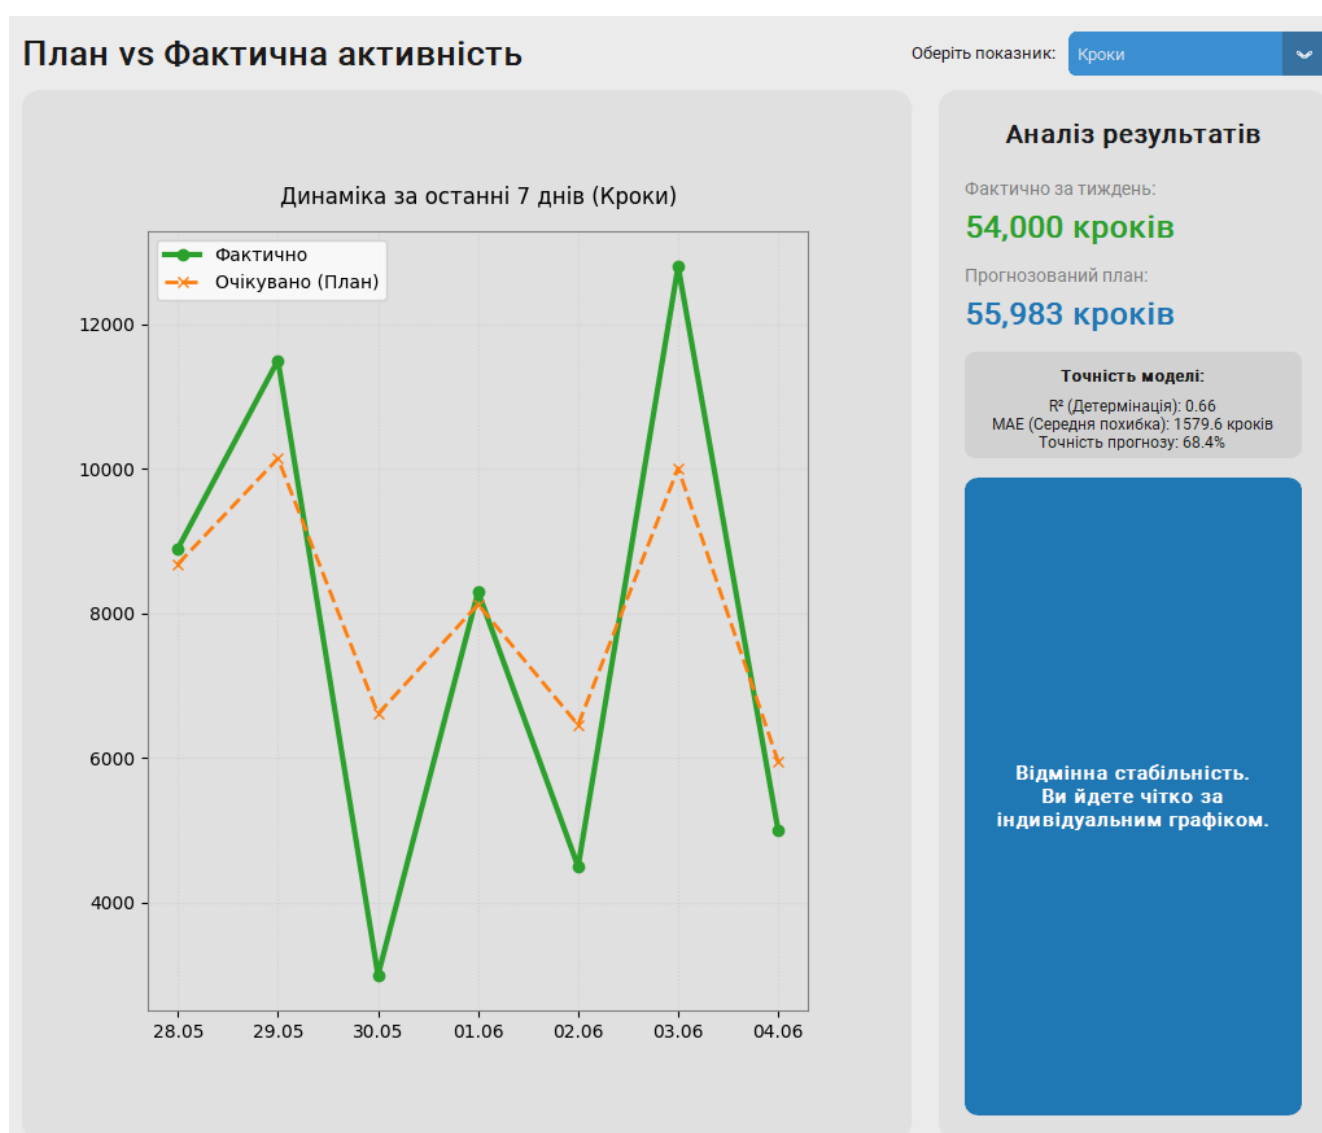 План vs Фактична активність
Оберіть показник:
Кроки
Динаміка за останні 7 днів (Кроки)
Фактично
Очікувано (План)
12000
10000
8000
6000
4000
28.05 29.05 30.05 01.06 02.06 03.06 04.06
Аналіз результатів
Фактично за тиждень:
54,000 кроків
Прогнозований план:
55,983 кроків
Точність моделі:
R² (Детермінація): 0.66
MAE (Середня похибка): 1579.6 кроків
Точність прогнозу: 68.4%
Відмінна стабільність.
Ви йдете чітко за
індивідуальним графіком.